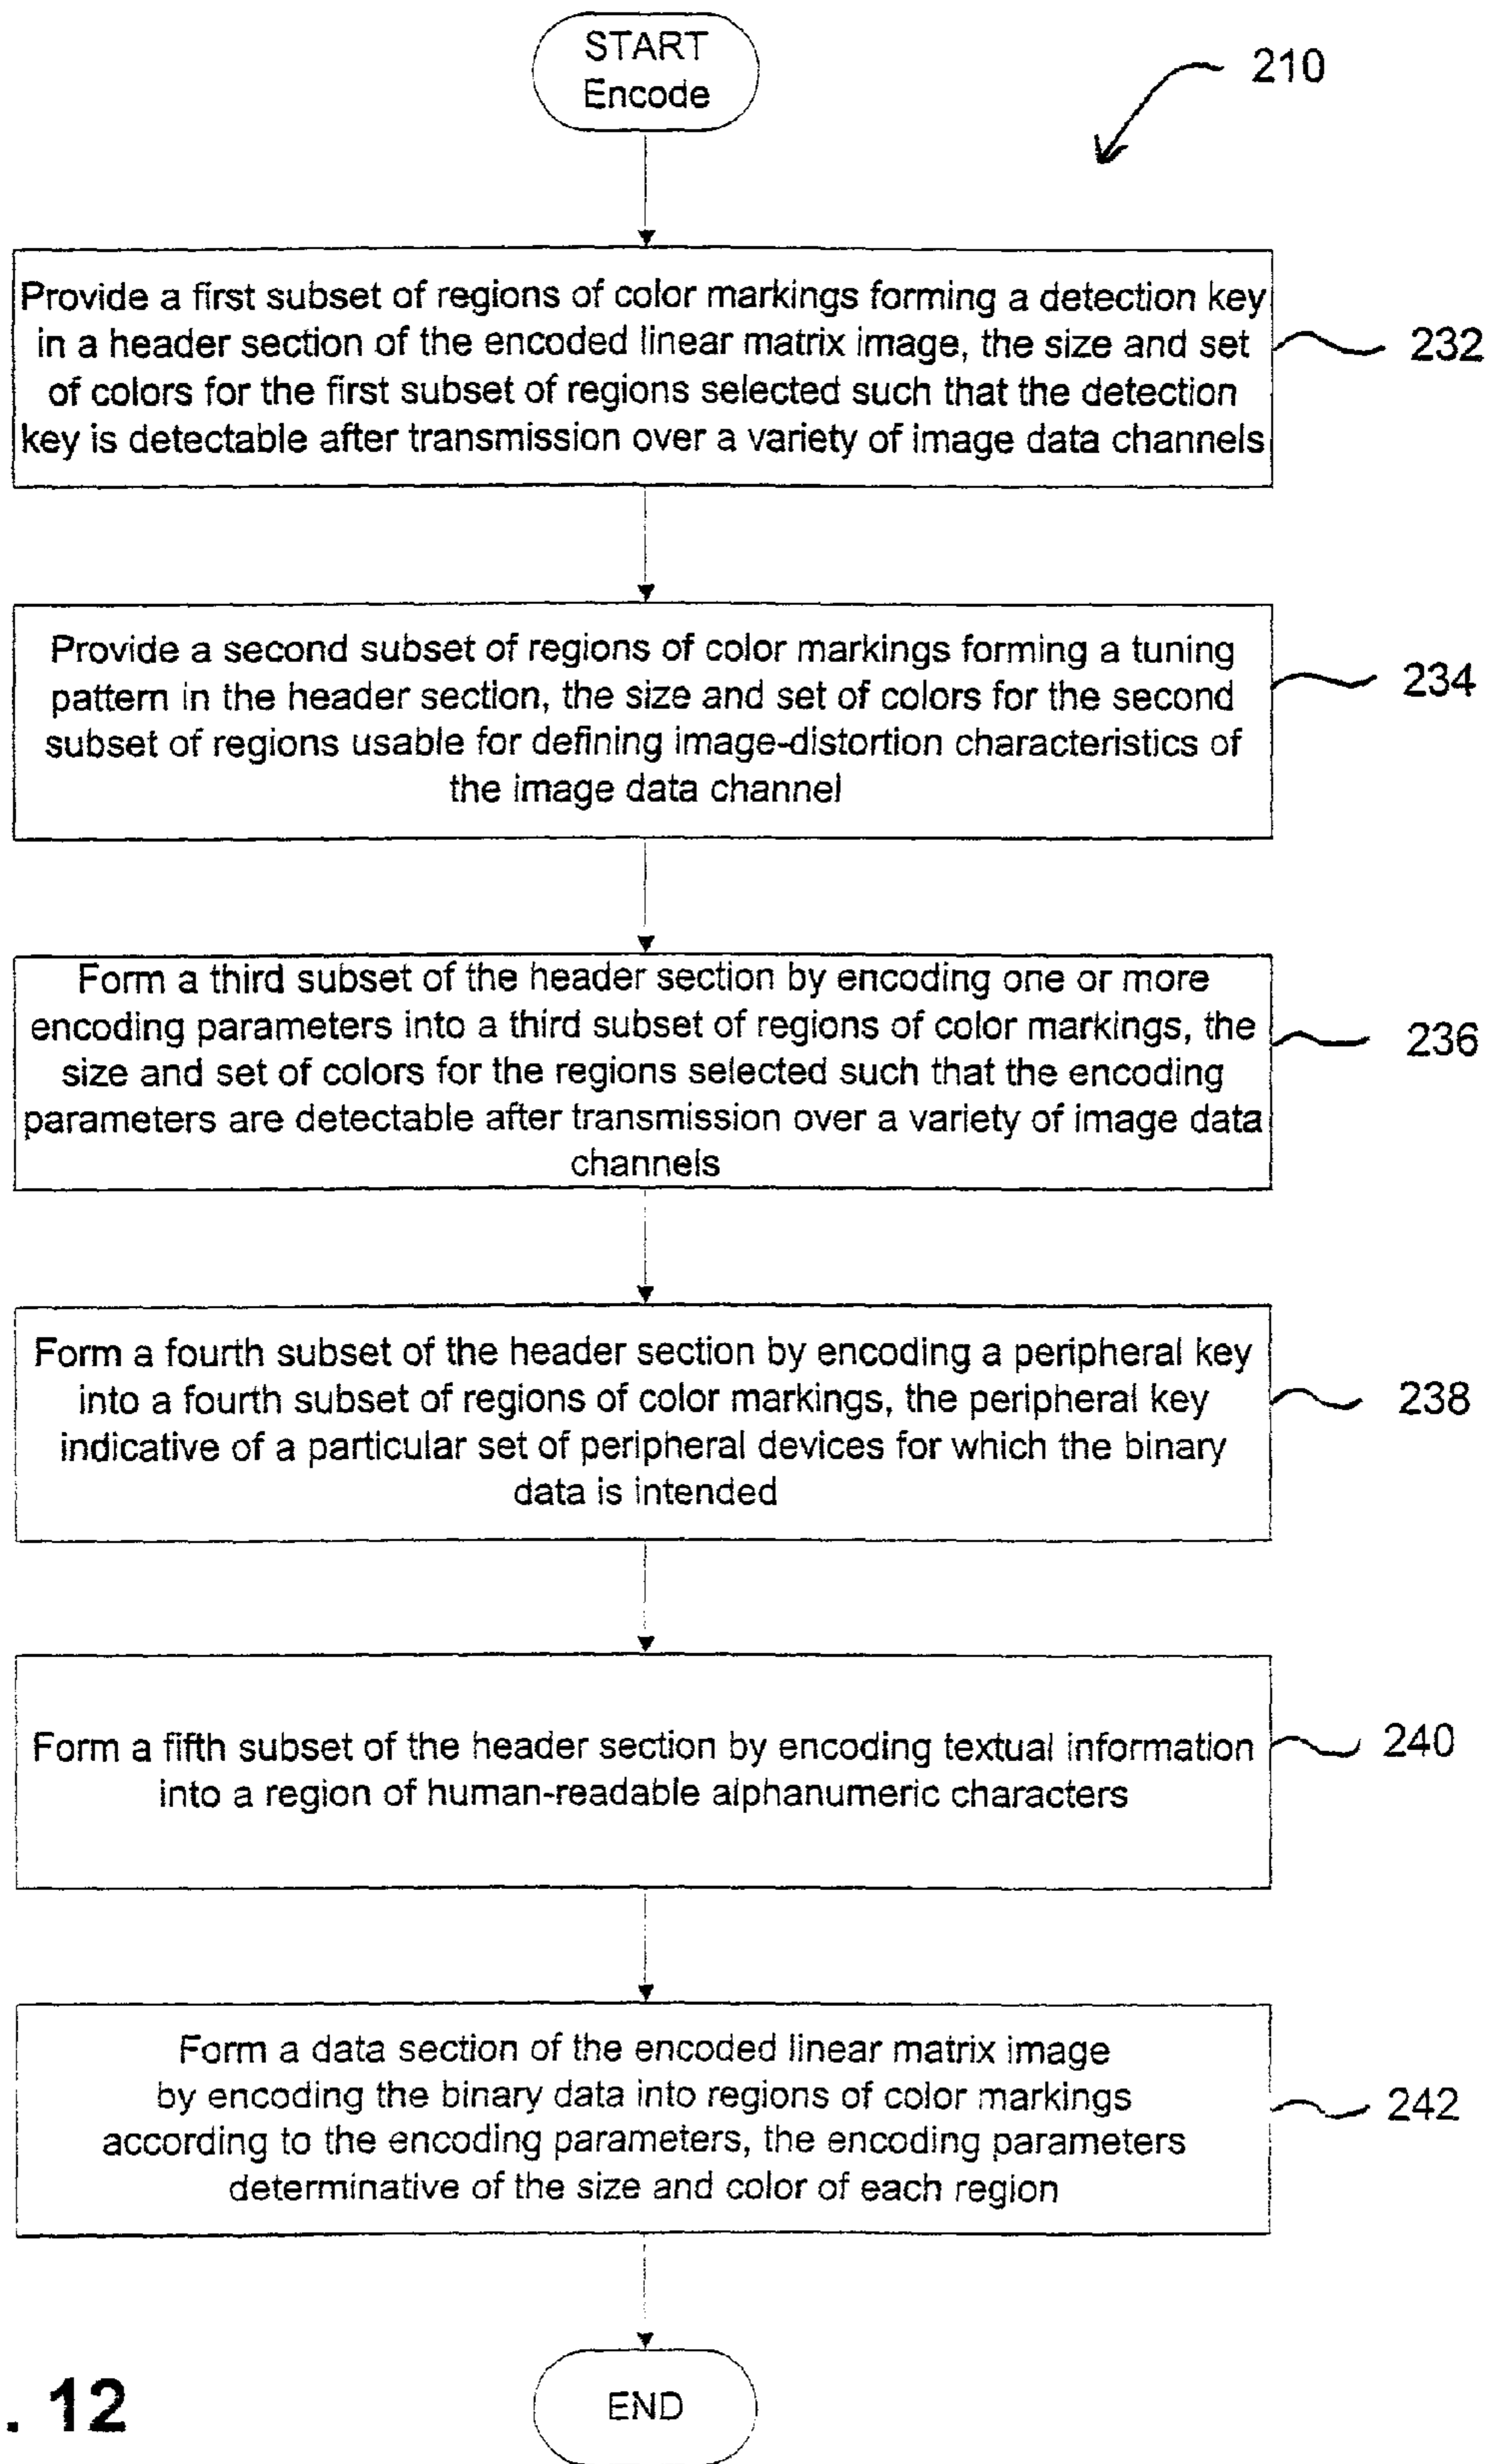 START
Encode
210
Provide a first subset of regions of color markings forming a detection key
in a header section of the encoded linear matrix image, the size and set
of colors for the first subset of regions selected such that the detection
key is detectable after transmission over a variety of image data channels
232
Provide a second subset of regions of color markings forming a tuning
pattern in the header section, the size and set of colors for the second
subset of regions usable for defining image-distortion characteristics of
the image data channel
234
Form a third subset of the header section by encoding one or more
encoding parameters into a third subset of regions of color markings, the
size and set of colors for the regions selected such that the encoding
parameters are detectable after transmission over a variety of image data
channels
236
Form a fourth subset of the header section by encoding a peripheral key
into a fourth subset of regions of color markings, the peripheral key
indicative of a particular set of peripheral devices for which the binary
data is intended
238
Form a fifth subset of the header section by encoding textual information
into a region of human-readable alphanumeric characters
240
Form a data section of the encoded linear matrix image
by encoding the binary data into regions of color markings
according to the encoding parameters, the encoding parameters
determinative of the size and color of each region
242
END
. 12